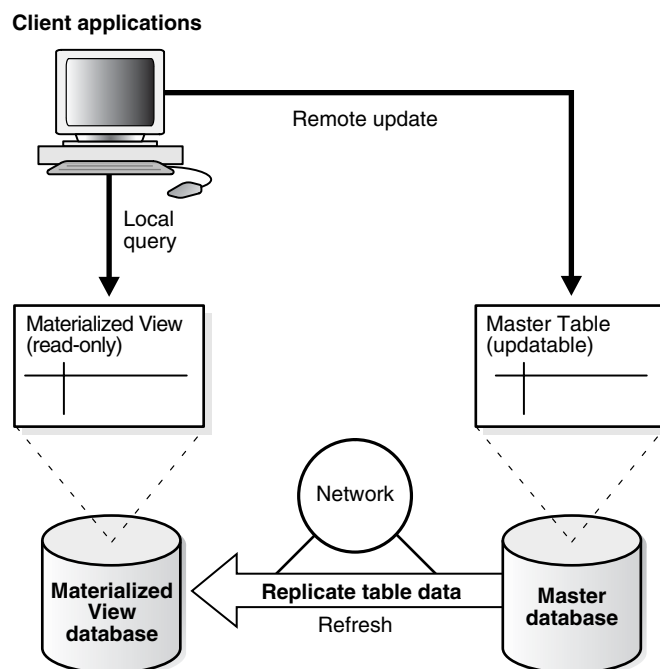 Client applications
Remote update
Local
query
Materialized View
(read-only)
Master Table
(updatable)
Network
Materialized
View
database
Replicate table data
Refresh
Master
database